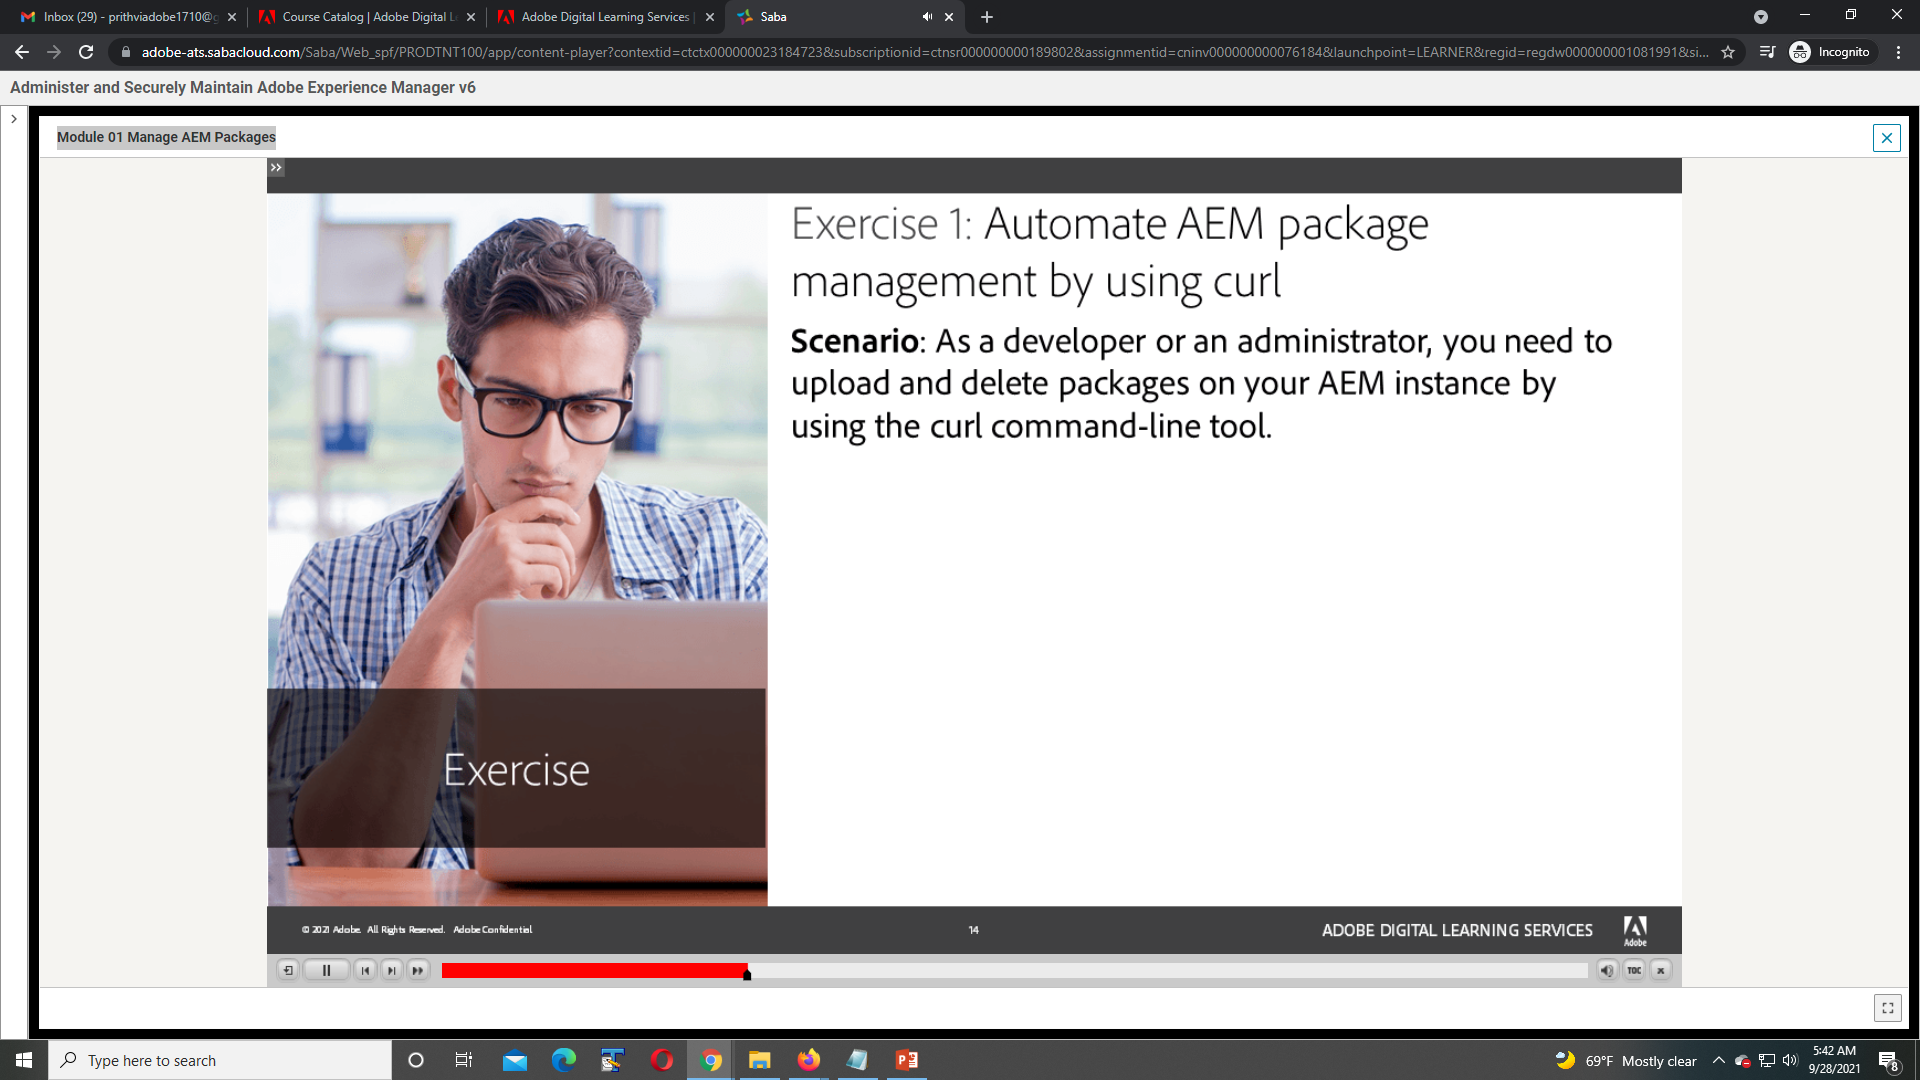 Inbox (29) - prithviadobe1710@g
Course Catalog | Adobe Digital L
Adobe Digital Learning Services |
Saba
adobe-ats.sabacloud.com/Saba/Web_spf/PRODTNT100/app/content-player?contextid=ctctx000000023184723&subscriptionid=ctnsr0000000000189802&assignmentid=cninv000000000076184&launchpoint=LEARNER&regid=regdw000000001081991&si...
Incognito
Administer and Securely Maintain Adobe Experience Manager v6
Module 01 Manage AEM Packages
Exercise 1: Automate AEM package
management by using curl
Scenario: As a developer or an administrator, you need to
upload and delete packages on your AEM instance by
using the curl command-line tool.
Exercise
© 2021 Adobe. All Rights Reserved. Adobe Confidential
14
ADOBE DIGITAL LEARNING SERVICES
Adobe
TOC
Type here to search
69°F Mostly clear
5:42 AM
9/28/2021
8